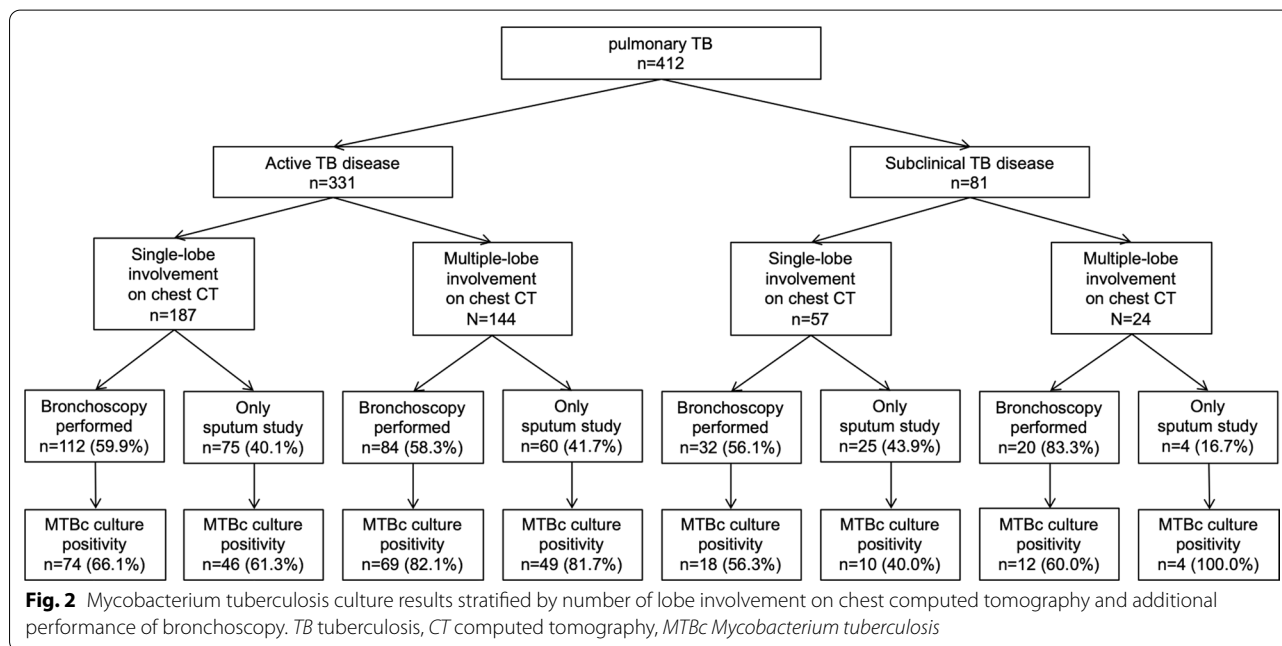 pulmonary TB
n=412
Active TB disease
n=331
Subclinical TB disease
n=81
Single-lobe
involvement
on chest CT
n=187
Multiple-lobe
involvement
on chest CT
N=144
Single-lobe
involvement
on chest CT
n=57
Multiple-lobe
involvement
on chest CT
N=24
Bronchoscopy
performed
n=112 (59.9%)
Only
sputum study
n=75 (40.1%)
Bronchoscopy
performed
n=84 (58.3%)
Only
sputum study
n=60 (41.7%)
Bronchoscopy
performed
n=32 (56.1%)
Only
sputum study
n=25 (43.9%)
Bronchoscopy
performed
n=20 (83.3%)
Only
sputum study
n=4 (16.7%)
MTBc culture
positivity
n=74 (66.1%)
MTBc culture
positivity
n=46 (61.3%)
MTBc culture
positivity
n=69 (82.1%)
MTBc culture
positivity
n=49 (81.7%)
MTBc culture
positivity
n=18 (56.3%)
MTBc culture
positivity
n=10 (40.0%)
MTBc culture
positivity
n=12 (60.0%)
MTBc culture
positivity
n=4 (100.0%)
Fig. 2 Mycobacterium tuberculosis culture results stratified by number of lobe involvement on chest computed tomography and additional
performance of bronchoscopy. TB tuberculosis, CT computed tomography, MTBc Mycobacterium tuberculosis